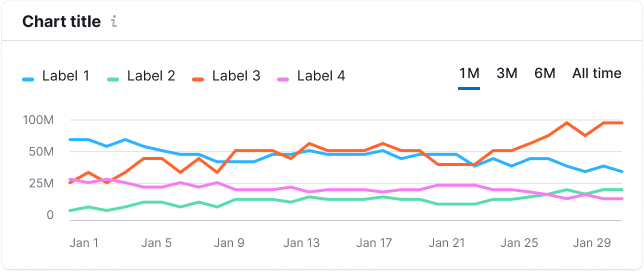 Chart title i
Label 1 Label 2 Label 3 Label 4 1M 3M 6M All time
100M
50M
25M
0
Jan 1 Jan 5 Jan 9 Jan 13 Jan 17 Jan 21 Jan 25 Jan 29